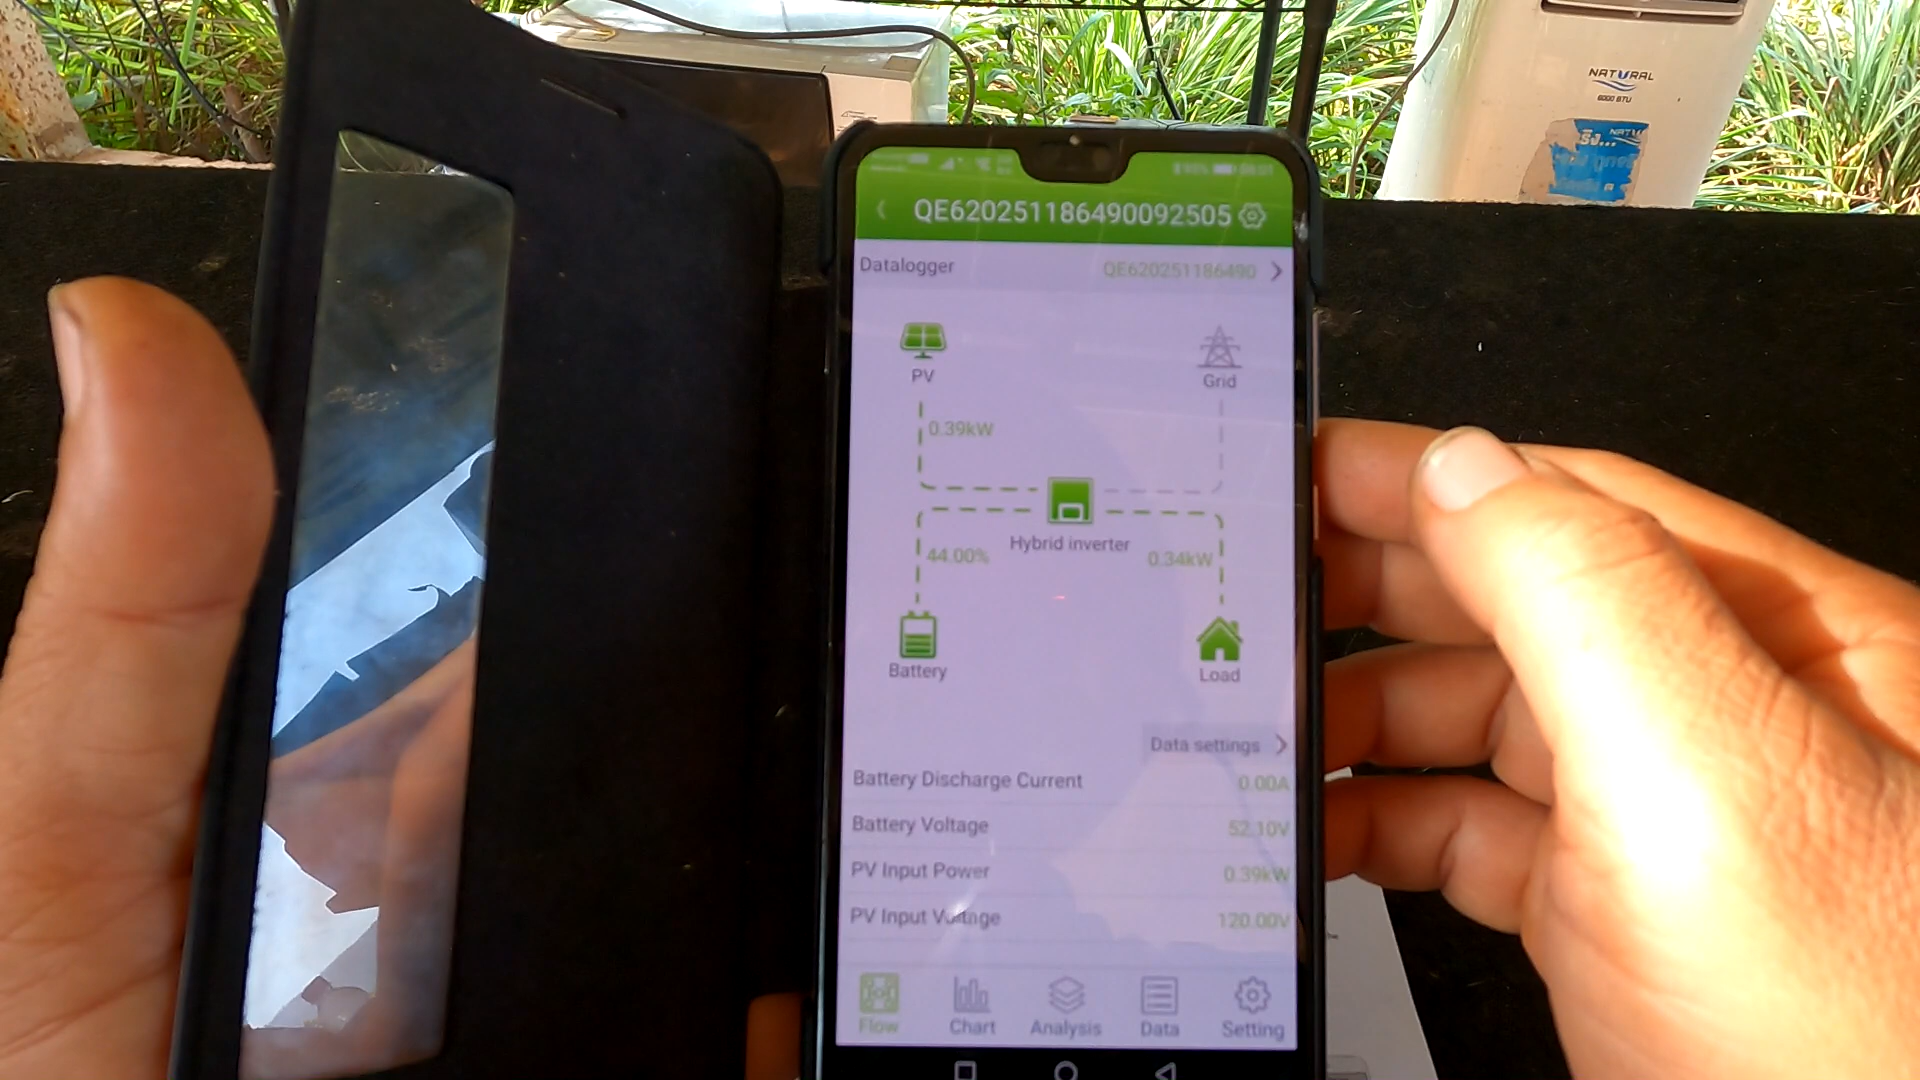 NATURAL
6000 BTU
QE620251186490092505
Datalogger QE620251186490
PV
Grid
0.39kW
Hybrid inverter
44.00%
0.34kW
Battery
Load
Data settings
Battery Discharge Current 0.00A
Battery Voltage 52.10V
PV Input Power 0.39kW
PV Input Voltage 120.00V
Flow Chart Analysis Data Setting